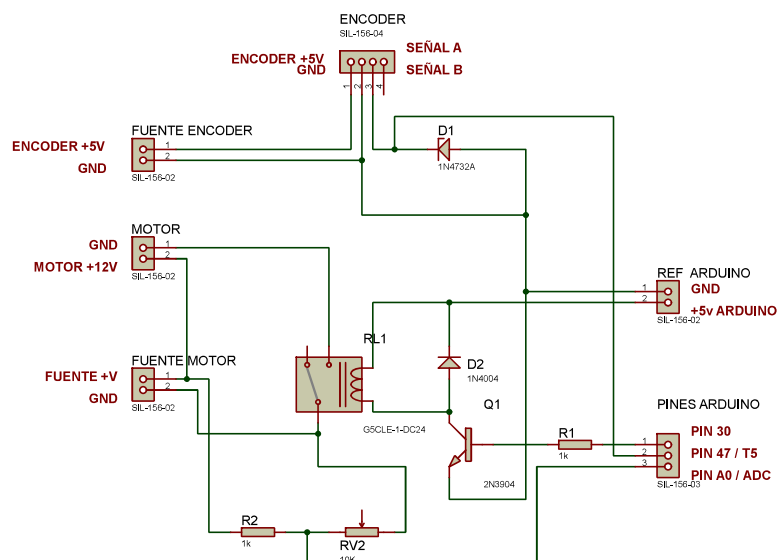 ENCODER
SIL-156-04
SEÑAL A
ENCODER +5V
GND
SEÑAL B
1
2
3
4
FUENTE ENCODER
D1
ENCODER +5V
1
2
1N4732A
GND
SIL-156-02
MOTOR
GND
1
2
MOTOR +12V
SIL-156-02
REF ARDUINO
GND
1
2
+5v ARDUINO
SIL-156-02
RL1
FUENTE MOTOR
D2
FUENTE +V
1
2
1N4004
GND
SIL-156-02
Q1
PINES ARDUINO
G5CLE-1-DC24
R1
PIN 30
1
2
3
1k
PIN 47 / T5
PIN A0 / ADC
2N3904
SIL-156-03
R2
1k
RV2
10K